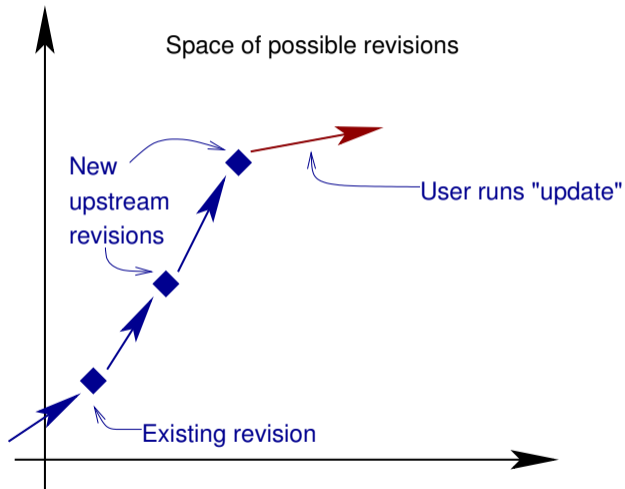 Space of possible revisions
New
upstream
revisions
User runs "update"
Existing revision